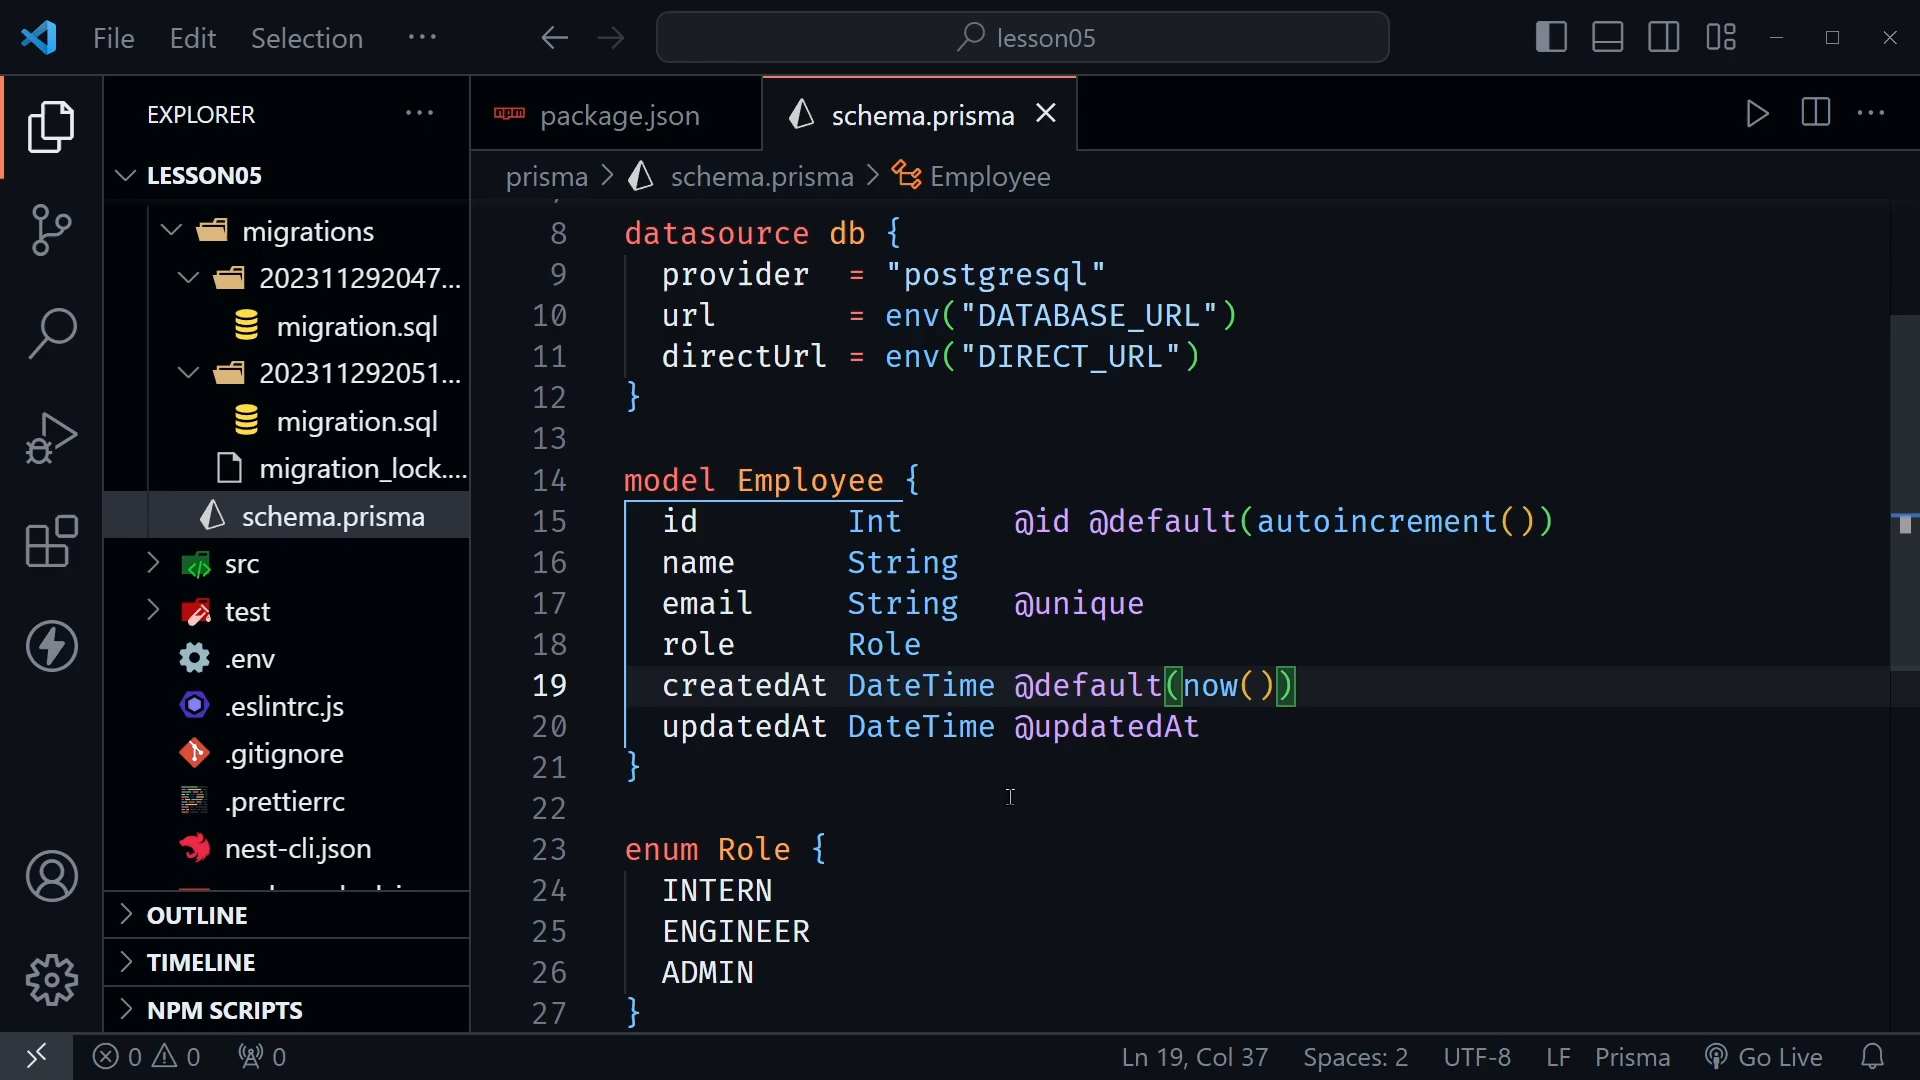 File Edit Selection ···
lesson05
EXPLORER ···
LESSON05
migrations
202311292047...
migration.sql
202311292051...
migration.sql
migration_lock....
schema.prisma
src
test
.env
.eslintrc.js
.gitignore
.prettierrc
nest-cli.json
OUTLINE
TIMELINE
NPM SCRIPTS
package.json
schema.prisma
prisma > schema.prisma > Employee
8 datasource db {
9 provider = "postgresql"
10 url = env("DATABASE_URL")
11 directUrl = env("DIRECT_URL")
12 }
13
14 model Employee {
15 id Int @id @default(autoincrement())
16 name String
17 email String @unique
18 role Role
19 createdAt DateTime @default(now())
20 updatedAt DateTime @updatedAt
21 }
22
23 enum Role {
24 INTERN
25 ENGINEER
26 ADMIN
27 }
0 0 0 Ln 19, Col 37 Spaces: 2 UTF-8 LF Prisma Go Live